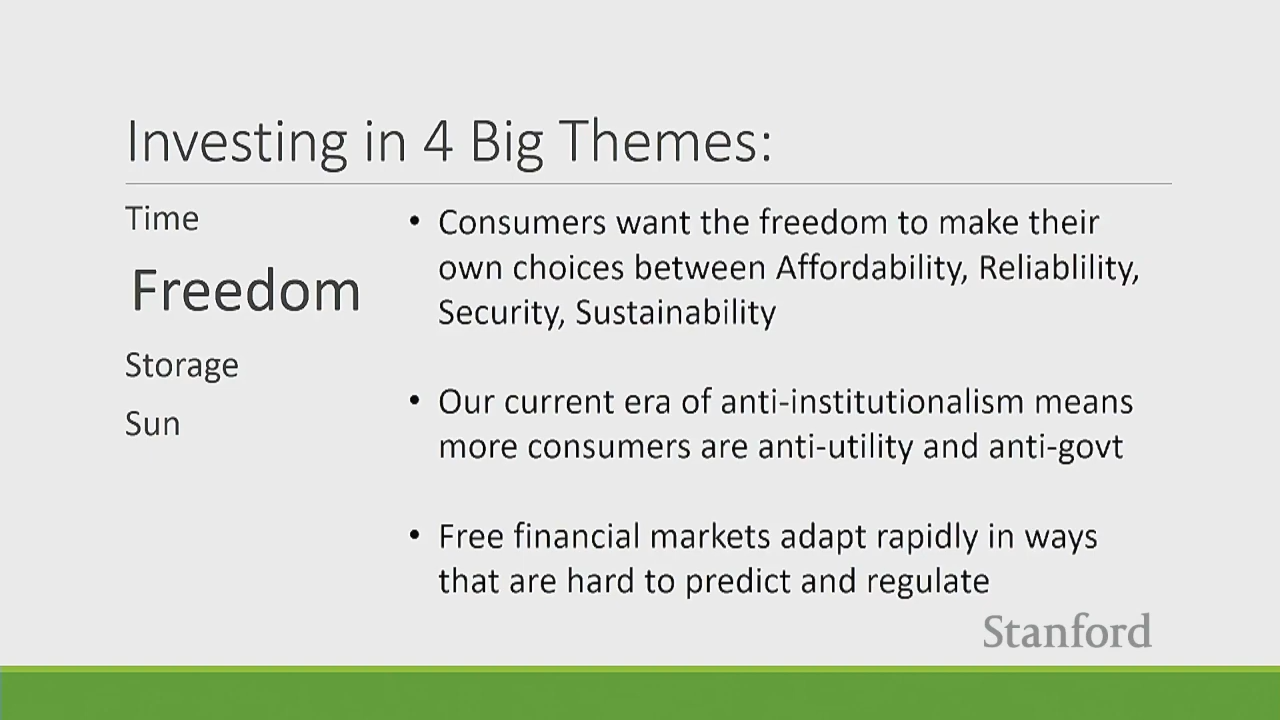 Investing in 4 Big Themes:
Time
Freedom
Storage
Sun
• Consumers want the freedom to make their
own choices between Affordability, Reliablility,
Security, Sustainability
• Our current era of anti-institutionalism means
more consumers are anti-utility and anti-govt
• Free financial markets adapt rapidly in ways
that are hard to predict and regulate
Stanford